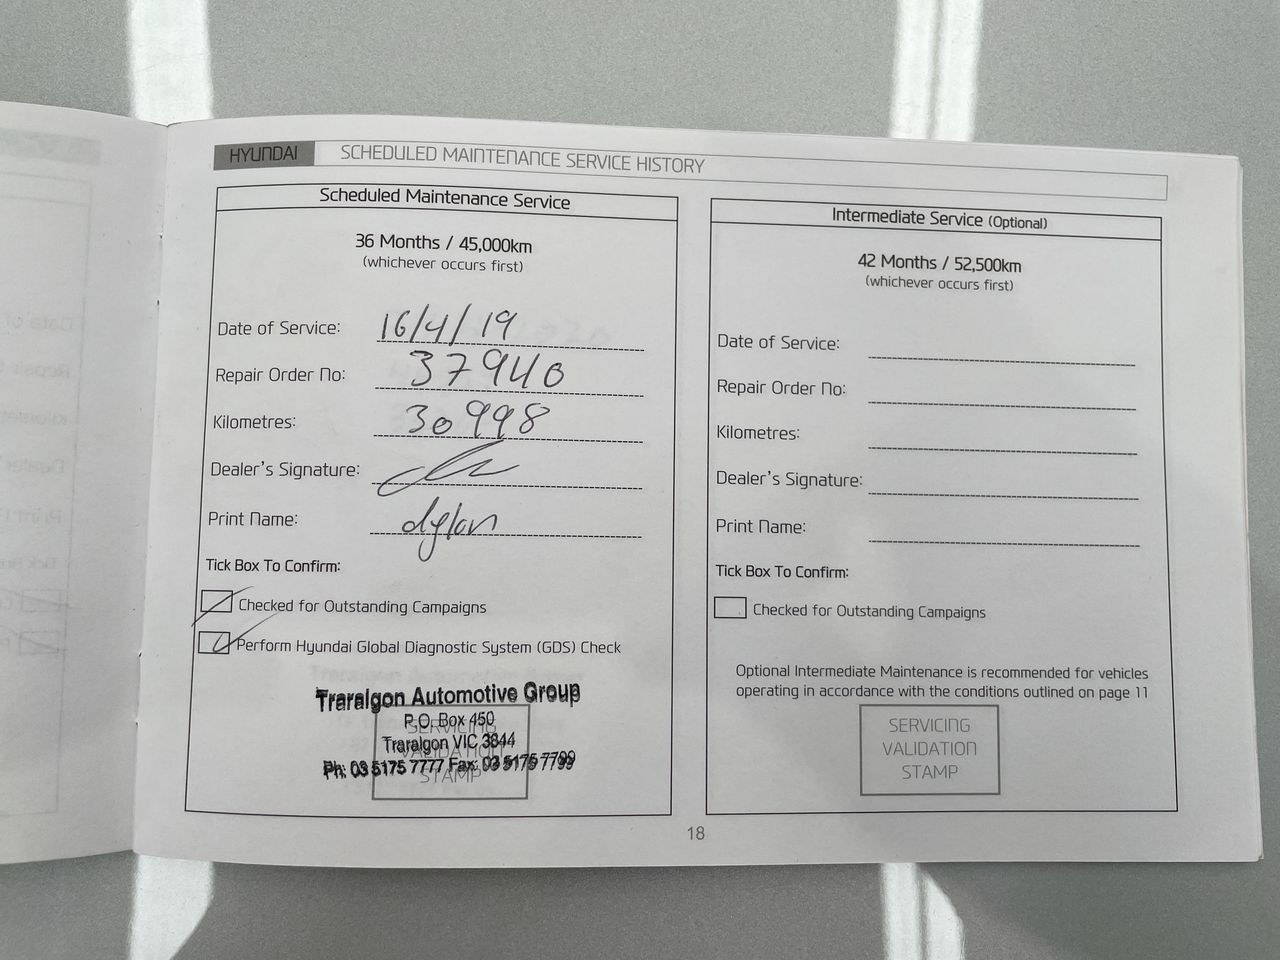 HYUNDAI SCHEDULED MAINTENANCE SERVICE HISTORY
Scheduled Maintenance Service
36 Months / 45,000km
(whichever occurs first)
Date of Service: 16/4/19
Repair Order No: 37940
Kilometres: 30998
Dealer's Signature:
Print Name: dylan
Tick Box To Confirm:
Checked for Outstanding Campaigns
Perform Hyundai Global Diagnostic System (GDS) Check
Traralgon Automotive Group
P.O. Box 450
Traralgon VIC 3844
Ph: 03 5175 7777 Fax: 03 5175 7799
SERVICING
VALIDATION
STAMP
Intermediate Service (Optional)
42 Months / 52,500km
(whichever occurs first)
Date of Service:
Repair Order No:
Kilometres:
Dealer's Signature:
Print Name:
Tick Box To Confirm:
Checked for Outstanding Campaigns
Optional Intermediate Maintenance is recommended for vehicles
operating in accordance with the conditions outlined on page 11
SERVICING
VALIDATION
STAMP
18